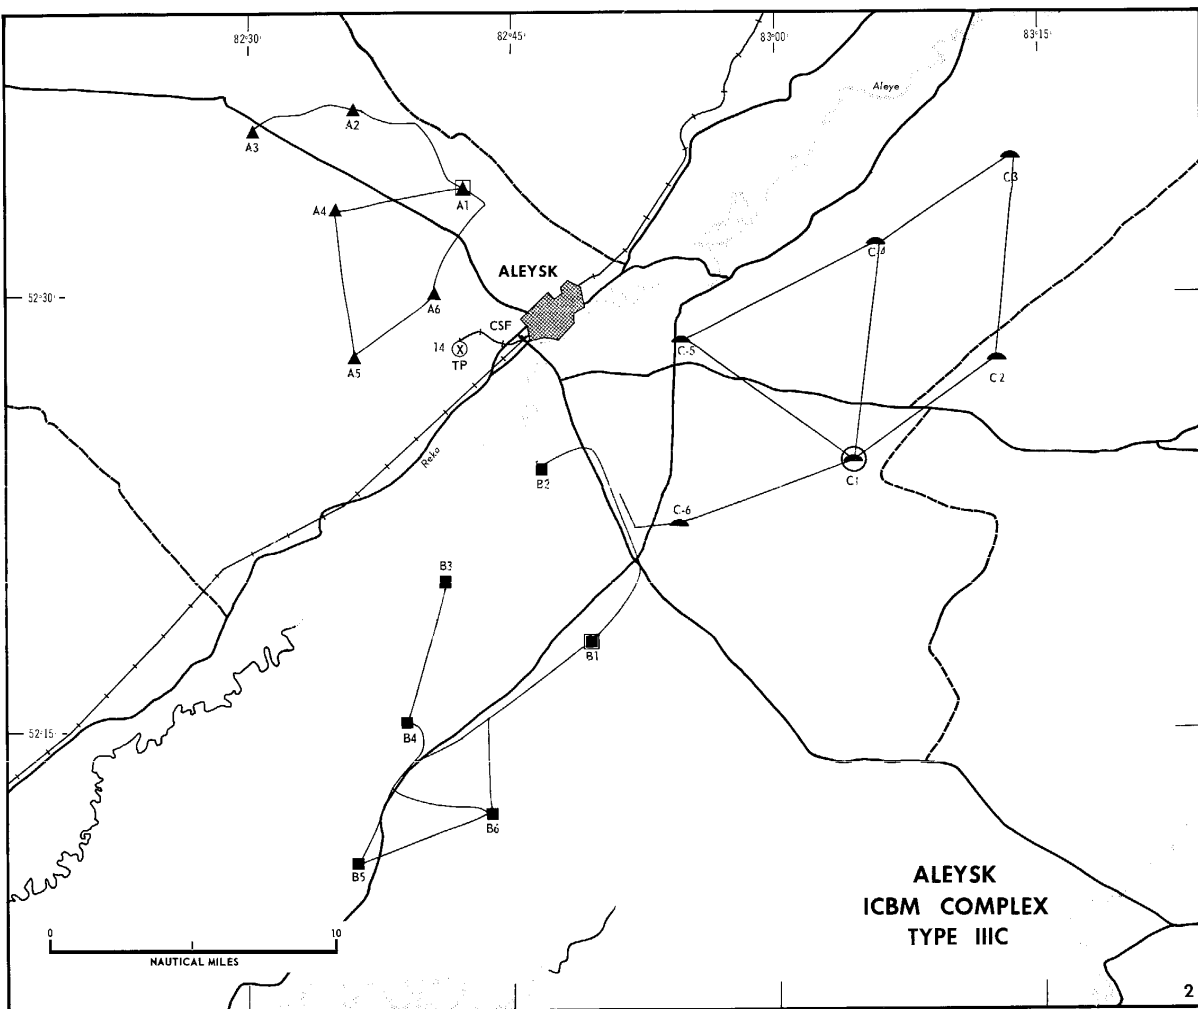 82°30'
82°45'
83°00'
83°15'
Aleye
A2
A3
C3
A1
A4
C-4
ALEYSK
52°30'
A6
CSF
14 X
TP
C-5
A5
C2
Reka
B2
C1
C-6
B3
B1
52°15'
B4
B6
B5
ALEYSK
ICBM COMPLEX
TYPE IIIC
0 10
NAUTICAL MILES
2